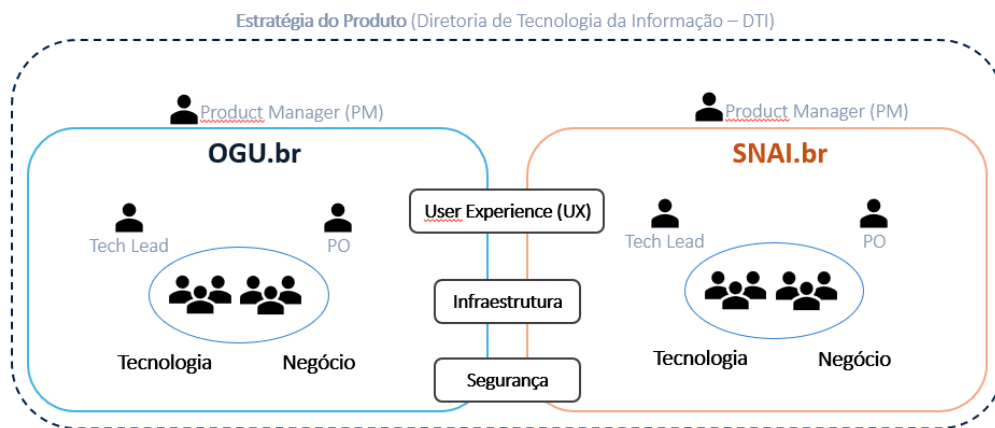 Estratégia do Produto (Diretoria de Tecnologia da Informação – DTI)
Product Manager (PM)
Product Manager (PM)
OGU.br
SNAI.br
User Experience (UX)
Tech Lead
PO
Tech Lead
PO
Infraestrutura
Tecnologia
Negócio
Tecnologia
Negócio
Segurança